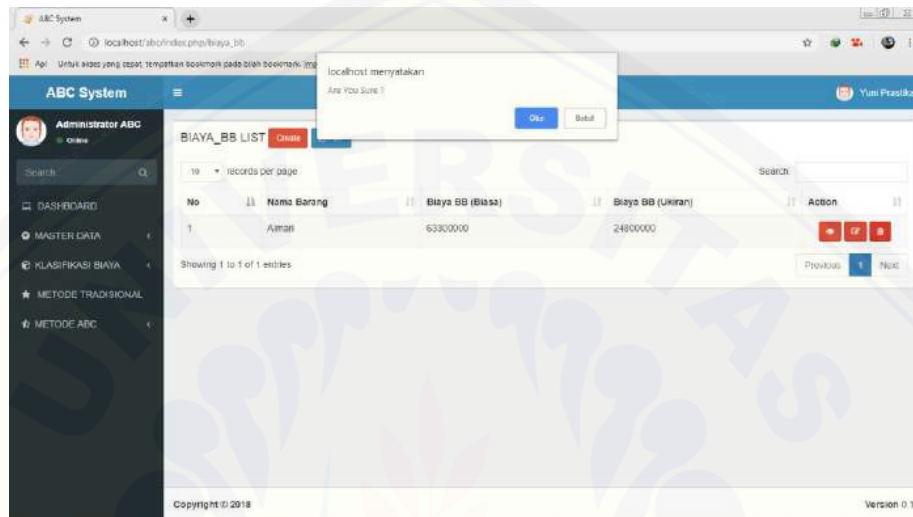 ABC System
localhost/abc/index.php/biaya_bb
Apl Untuk akses yang cepat, tempatkan bookmark pada bilah bookmark.
localhost menyatakan
Are You Sure ?
Oke Batal
ABC System
Yuni Prastika
Administrator ABC
Online
Search
DASHBOARD
MASTER DATA
KLASIFIKASI BIAYA
METODE TRADISIONAL
METODE ABC
BIAYA_BB LIST Create
10 records per page
Search:
No Nama Barang Biaya BB (Biasa) Biaya BB (Ukiran) Action
1 Almari 63300000 24800000
Showing 1 to 1 of 1 entries
Previous 1 Next
Copyright © 2018
Version 0.1
UNIVERSITAS